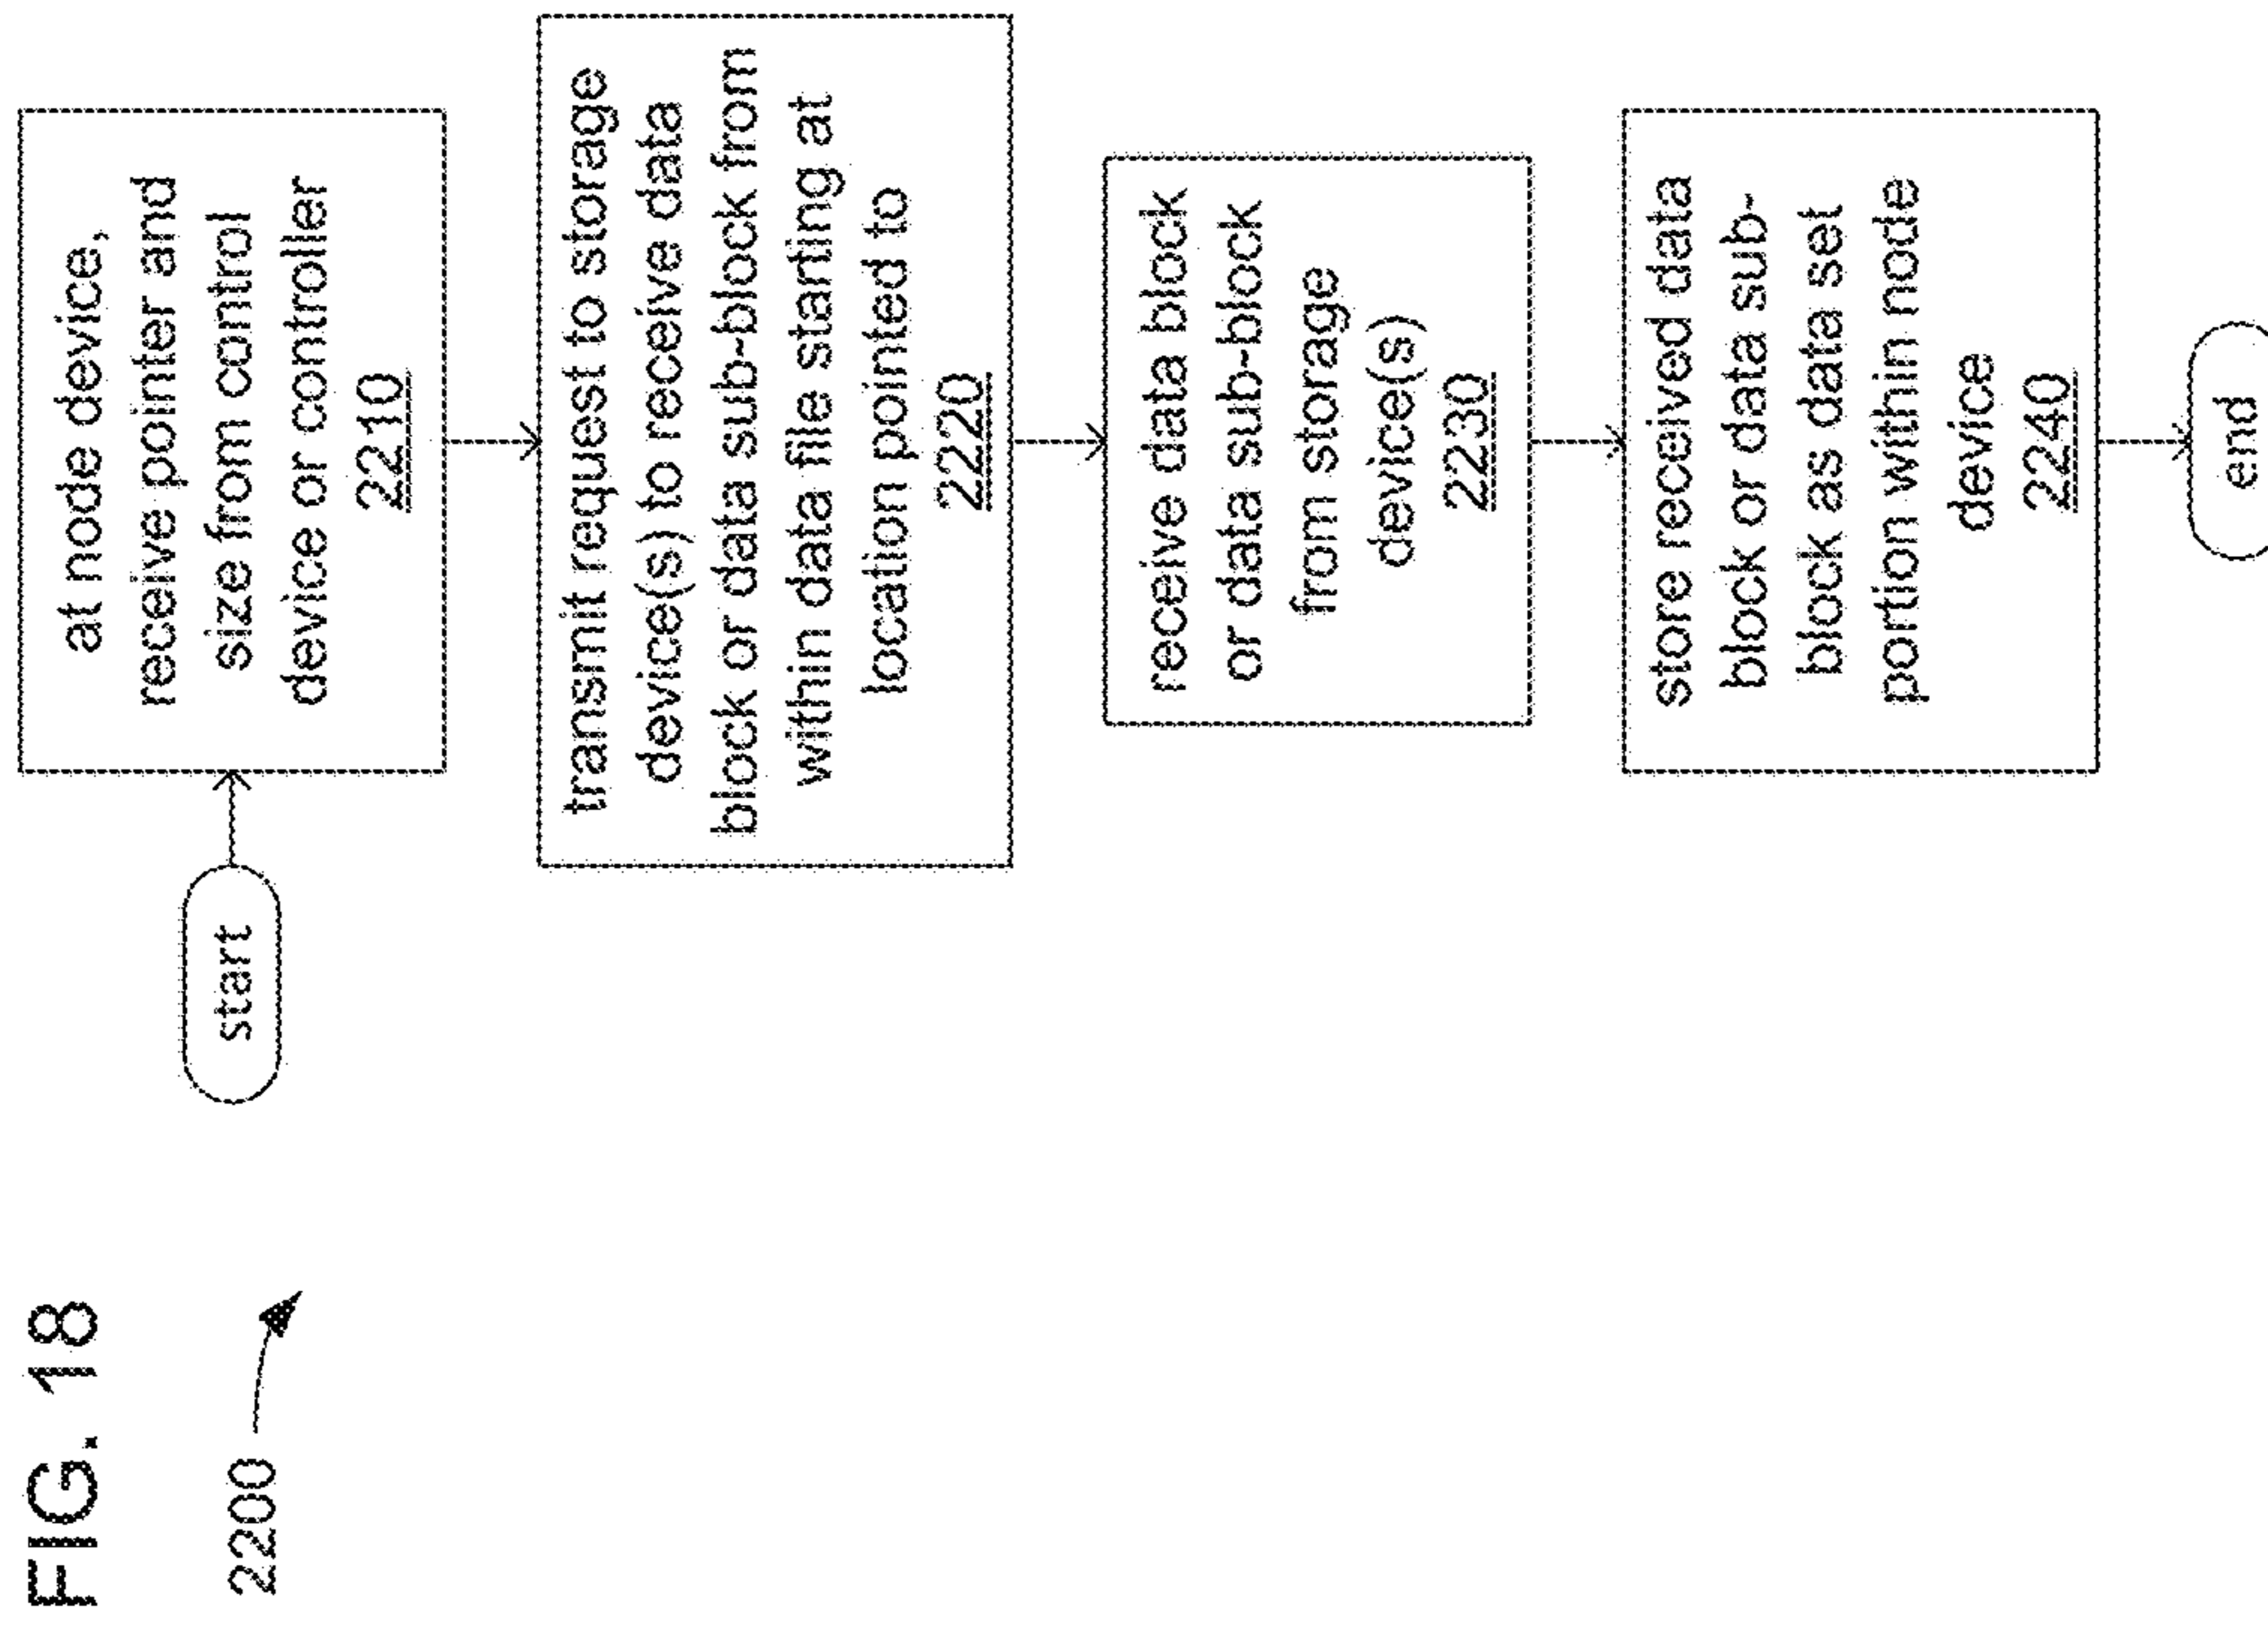 FIG. 18
2200
start
at node device,
receive pointer and
size from control
device or controller
2210
transmit request to storage
device(s) to receive data
block or data sub-block from
within data file starting at
location pointed to
2220
receive data block
or data sub-block
from storage
device(s)
2230
store received data
block or data sub-
block as data set
portion within node
device
2240
end